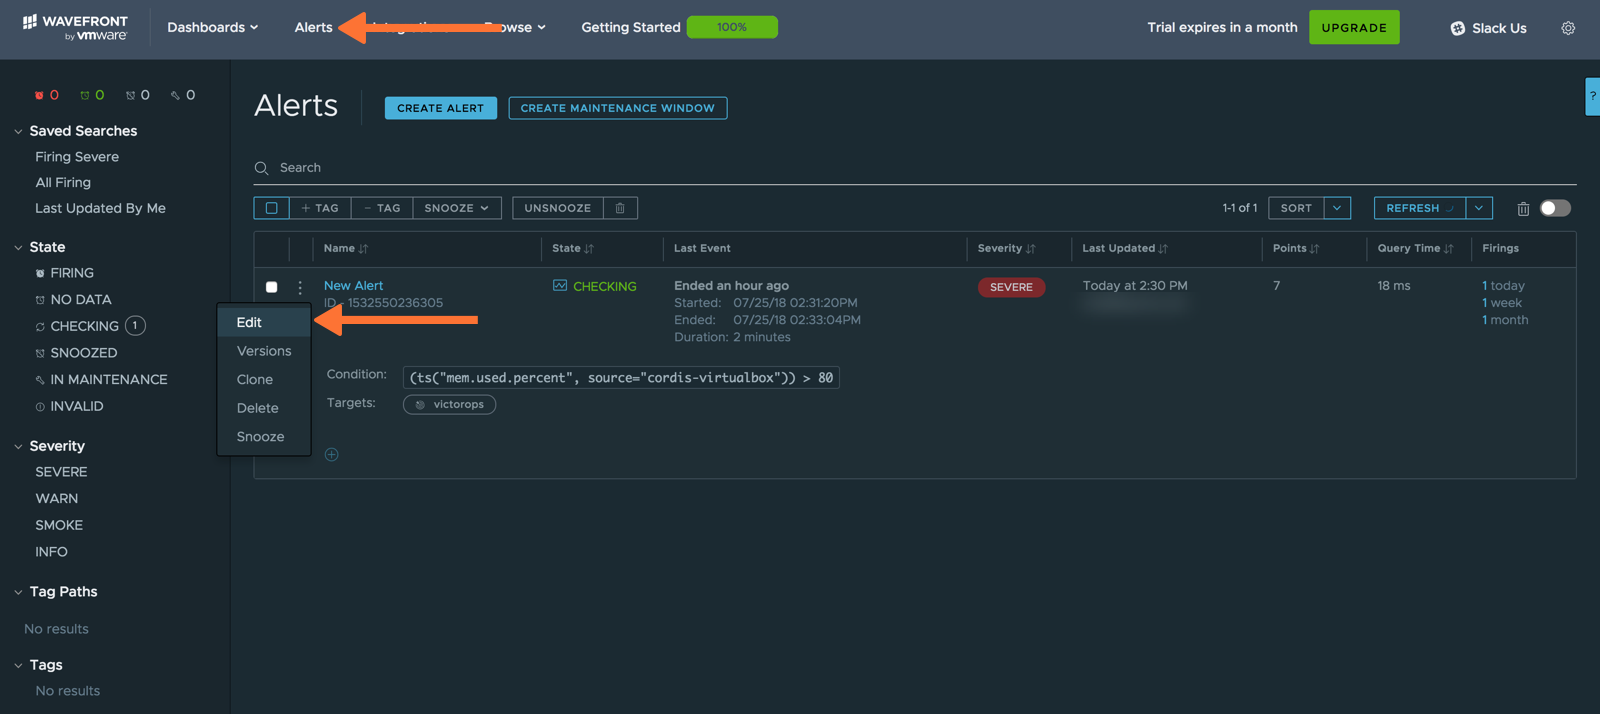 WAVEFRONT
by vmware
Dashboards
Alerts
Browse
Getting Started
100%
Trial expires in a month
UPGRADE
Slack Us
0 0 0 0
Saved Searches
Firing Severe
All Firing
Last Updated By Me
State
FIRING
NO DATA
CHECKING 1
SNOOZED
IN MAINTENANCE
INVALID
Severity
SEVERE
WARN
SMOKE
INFO
Tag Paths
No results
Tags
No results
Alerts
CREATE ALERT
CREATE MAINTENANCE WINDOW
?
Search
+ TAG
− TAG
SNOOZE
UNSNOOZE
1-1 of 1
SORT
REFRESH
Name State Last Event Severity Last Updated Points Query Time Firings
New Alert
ID - 1532550236305
CHECKING
Ended an hour ago
Started: 07/25/18 02:31:20PM
Ended: 07/25/18 02:33:04PM
Duration: 2 minutes
SEVERE
Today at 2:30 PM
7
18 ms
1 today
1 week
1 month
Edit
Versions
Clone
Delete
Snooze
Condition: (ts("mem.used.percent", source="cordis-virtualbox")) > 80
Targets: victorops